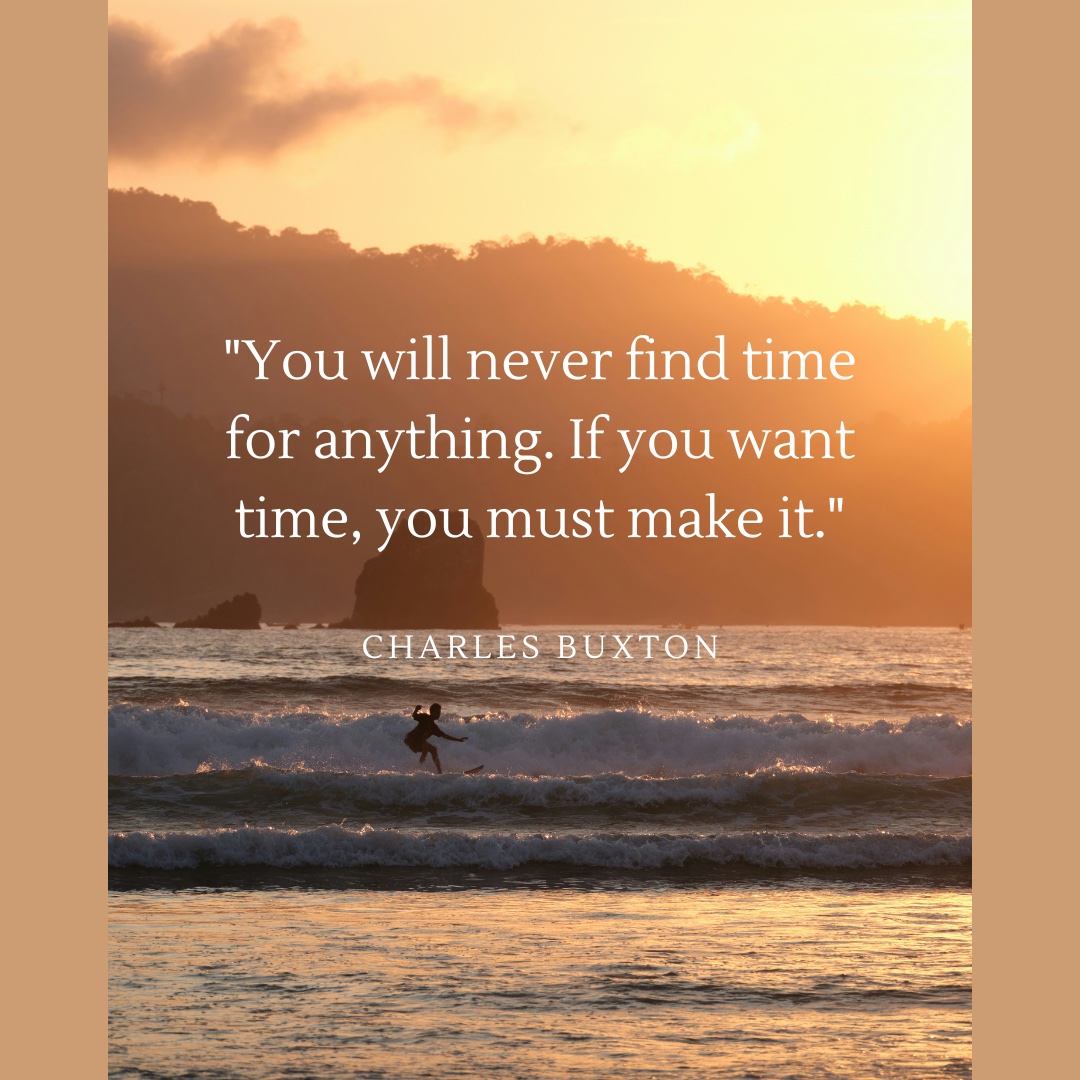 "You will never find time
for anything. If you want
time, you must make it."
CHARLES BUXTON